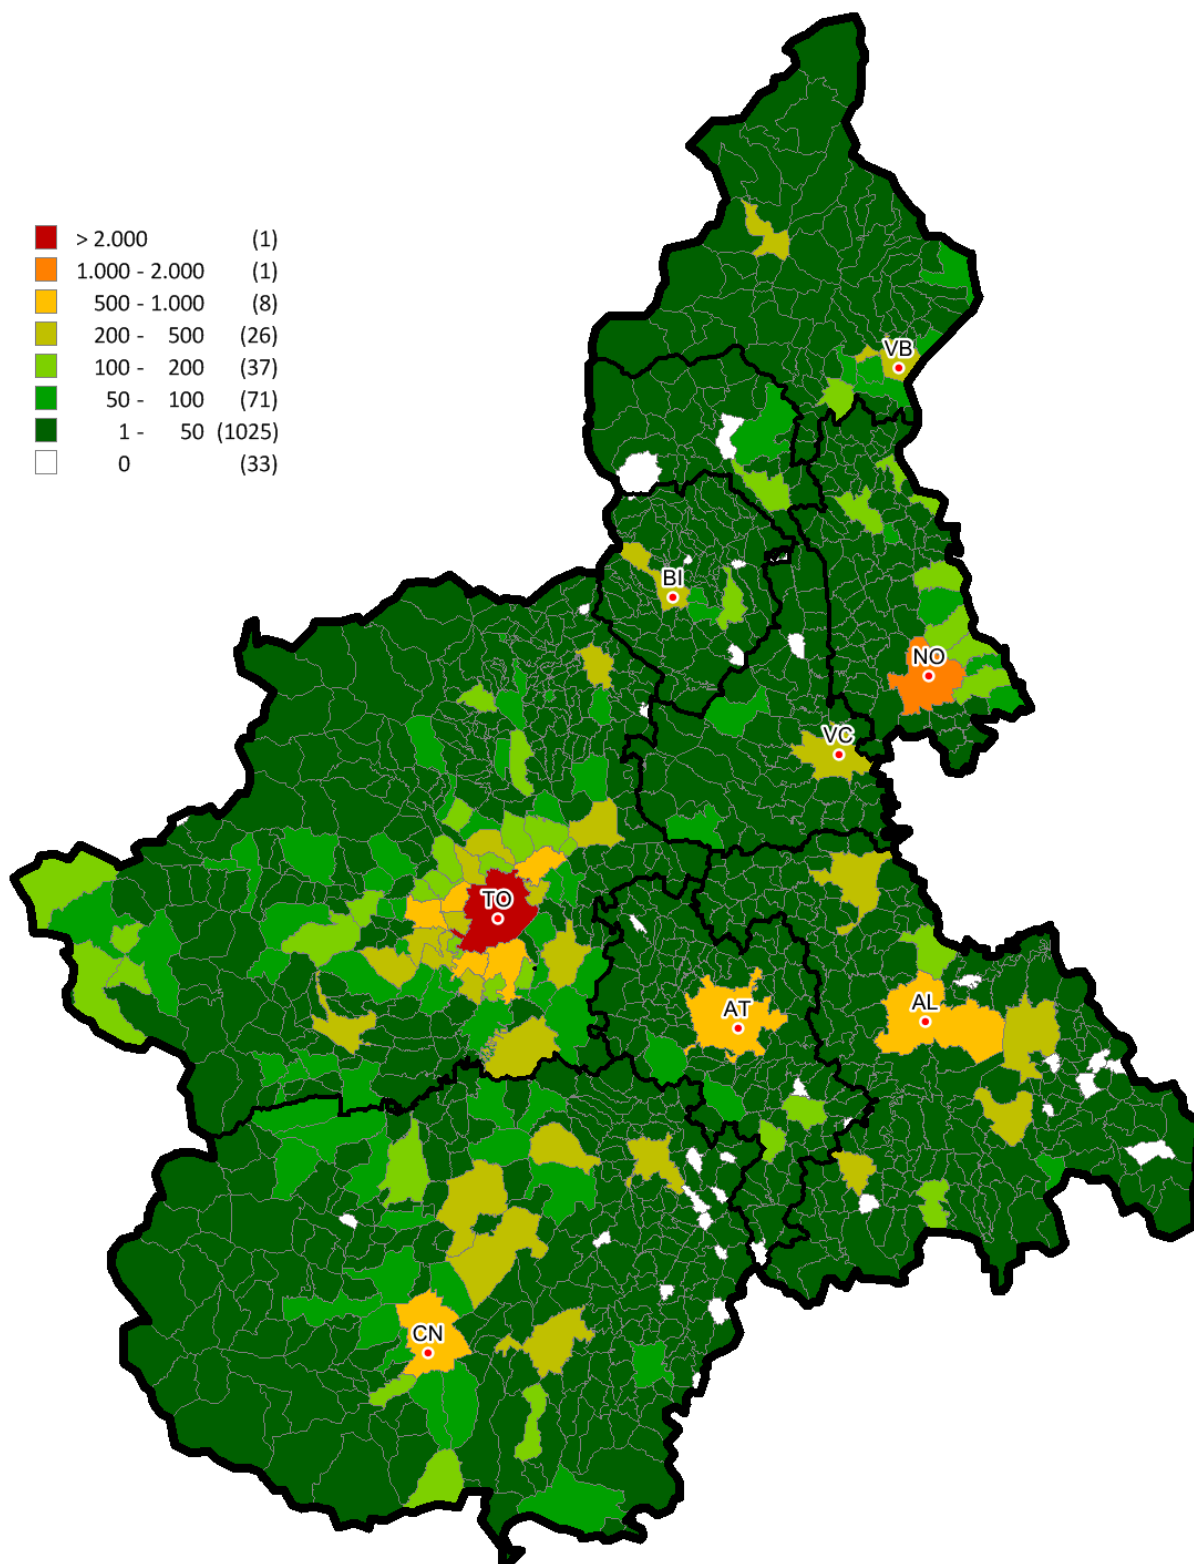 > 2.000 (1)
1.000 - 2.000 (1)
500 - 1.000 (8)
200 - 500 (26)
100 - 200 (37)
50 - 100 (71)
1 - 50 (1025)
0 (33)
VB
BI
NO
VC
TO
AT
AL
CN